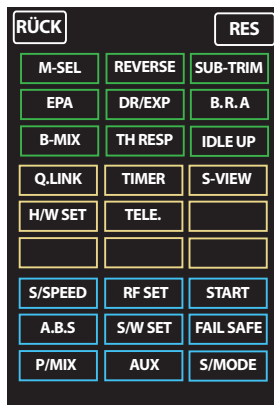 RÜCK RES
M-SEL REVERSE SUB-TRIM
EPA DR/EXP B.R.A
B-MIX TH RESP IDLE UP
Q.LINK TIMER S-VIEW
H/W SET TELE.
S/SPEED RF SET START
A.B.S S/W SET FAIL SAFE
P/MIX AUX S/MODE